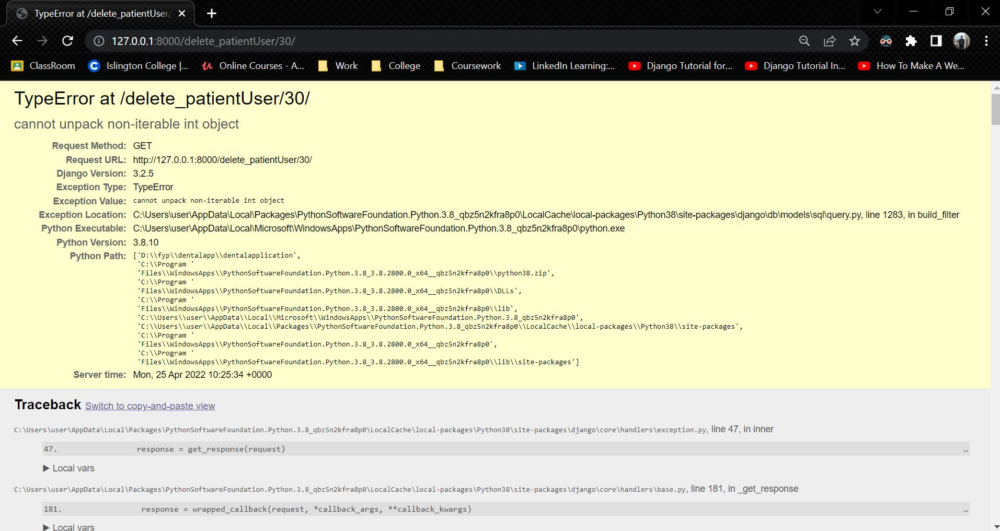 TypeError at /delete_patientUser/
127.0.0.1:8000/delete_patientUser/30/
ClassRoom Islington College |... Online Courses - A... Work College Coursework LinkedIn Learning:... Django Tutorial for... Django Tutorial In... How To Make A We...
TypeError at /delete_patientUser/30/
cannot unpack non-iterable int object
Request Method: GET
Request URL: http://127.0.0.1:8000/delete_patientUser/30/
Django Version: 3.2.5
Exception Type: TypeError
Exception Value: cannot unpack non-iterable int object
Exception Location: C:\Users\user\AppData\Local\Packages\PythonSoftwareFoundation.Python.3.8_qbz5n2kfra8p0\LocalCache\local-packages\Python38\site-packages\django\db\models\sql\query.py, line 1283, in build_filter
Python Executable: C:\Users\user\AppData\Local\Microsoft\WindowsApps\PythonSoftwareFoundation.Python.3.8_qbz5n2kfra8p0\python.exe
Python Version: 3.8.10
Python Path: ['D:\\fyp\\dentalapp\\dentalapplication',
'C:\\Program '
'Files\\WindowsApps\\PythonSoftwareFoundation.Python.3.8_3.8.2800.0_x64__qbz5n2kfra8p0\\python38.zip',
'C:\\Program '
'Files\\WindowsApps\\PythonSoftwareFoundation.Python.3.8_3.8.2800.0_x64__qbz5n2kfra8p0\\DLLs',
'C:\\Program '
'Files\\WindowsApps\\PythonSoftwareFoundation.Python.3.8_3.8.2800.0_x64__qbz5n2kfra8p0\\lib',
'C:\\Users\\user\\AppData\\Local\\Microsoft\\WindowsApps\\PythonSoftwareFoundation.Python.3.8_qbz5n2kfra8p0',
'C:\\Users\\user\\AppData\\Local\\Packages\\PythonSoftwareFoundation.Python.3.8_qbz5n2kfra8p0\\LocalCache\\local-packages\\Python38\\site-packages',
'C:\\Program '
'Files\\WindowsApps\\PythonSoftwareFoundation.Python.3.8_3.8.2800.0_x64__qbz5n2kfra8p0',
'C:\\Program '
'Files\\WindowsApps\\PythonSoftwareFoundation.Python.3.8_3.8.2800.0_x64__qbz5n2kfra8p0\\lib\\site-packages']
Server time: Mon, 25 Apr 2022 10:25:34 +0000
Traceback Switch to copy-and-paste view
C:\Users\user\AppData\Local\Packages\PythonSoftwareFoundation.Python.3.8_qbz5n2kfra8p0\LocalCache\local-packages\Python38\site-packages\django\core\handlers\exception.py, line 47, in inner
47. response = get_response(request) …
▶ Local vars
C:\Users\user\AppData\Local\Packages\PythonSoftwareFoundation.Python.3.8_qbz5n2kfra8p0\LocalCache\local-packages\Python38\site-packages\django\core\handlers\base.py, line 181, in _get_response
181. response = wrapped_callback(request, *callback_args, **callback_kwargs) …
▶ Local vars